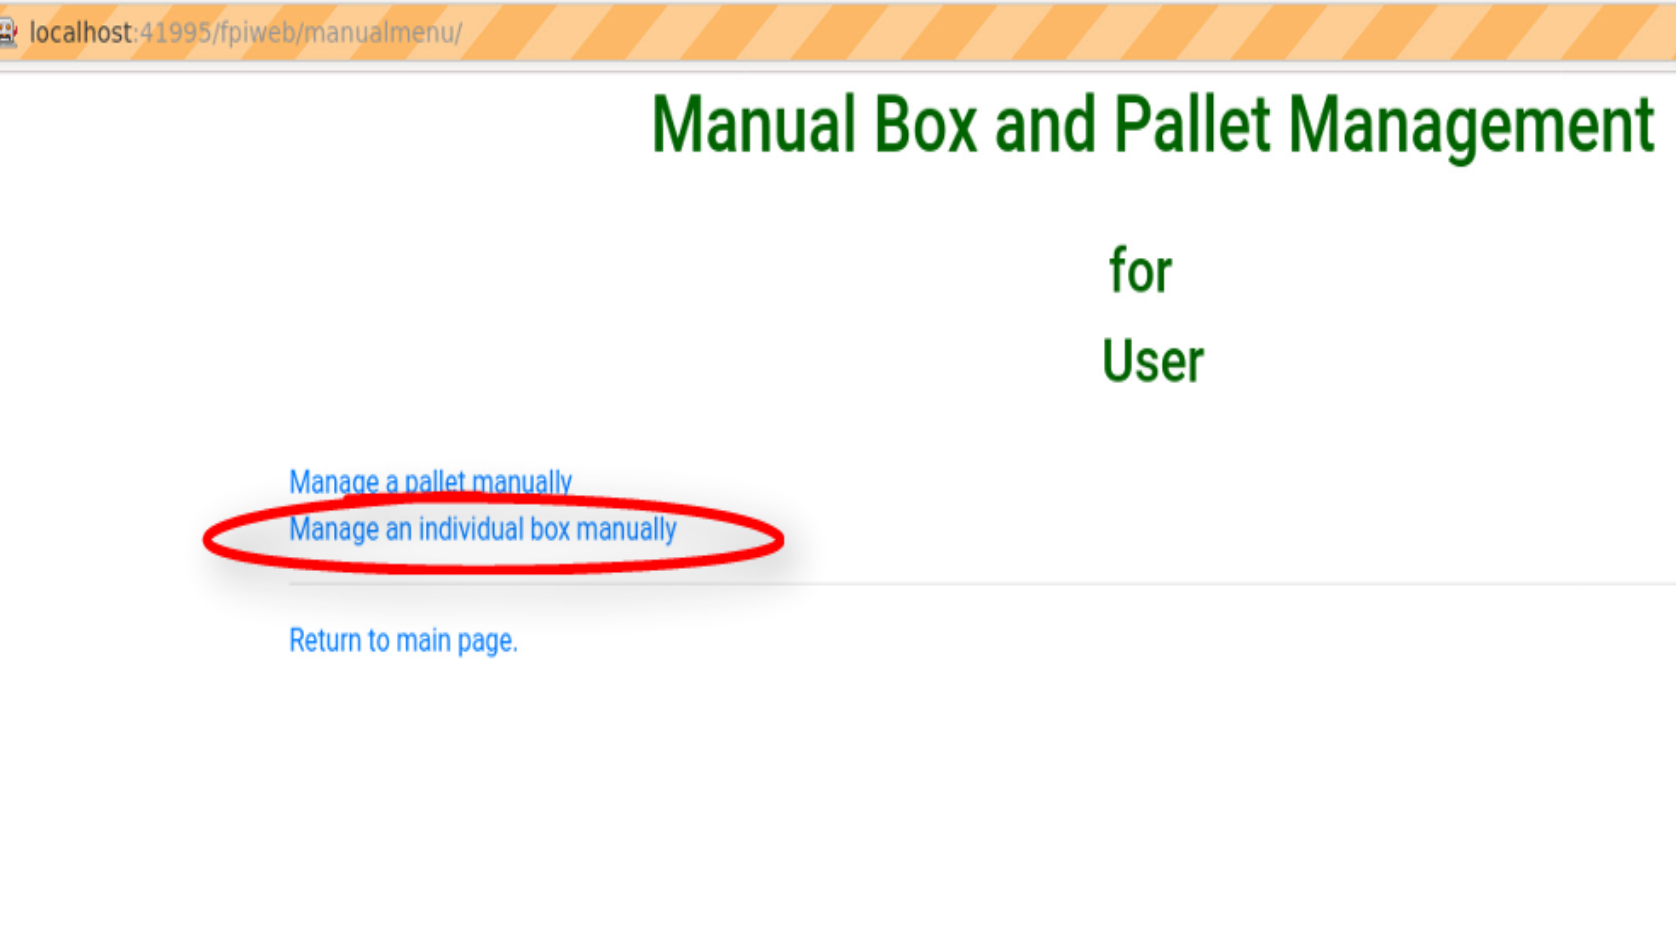 localhost:41995/fpiweb/manualmenu/
Manual Box and Pallet Management
for
User
Manage a pallet manually
Manage an individual box manually
Return to main page.